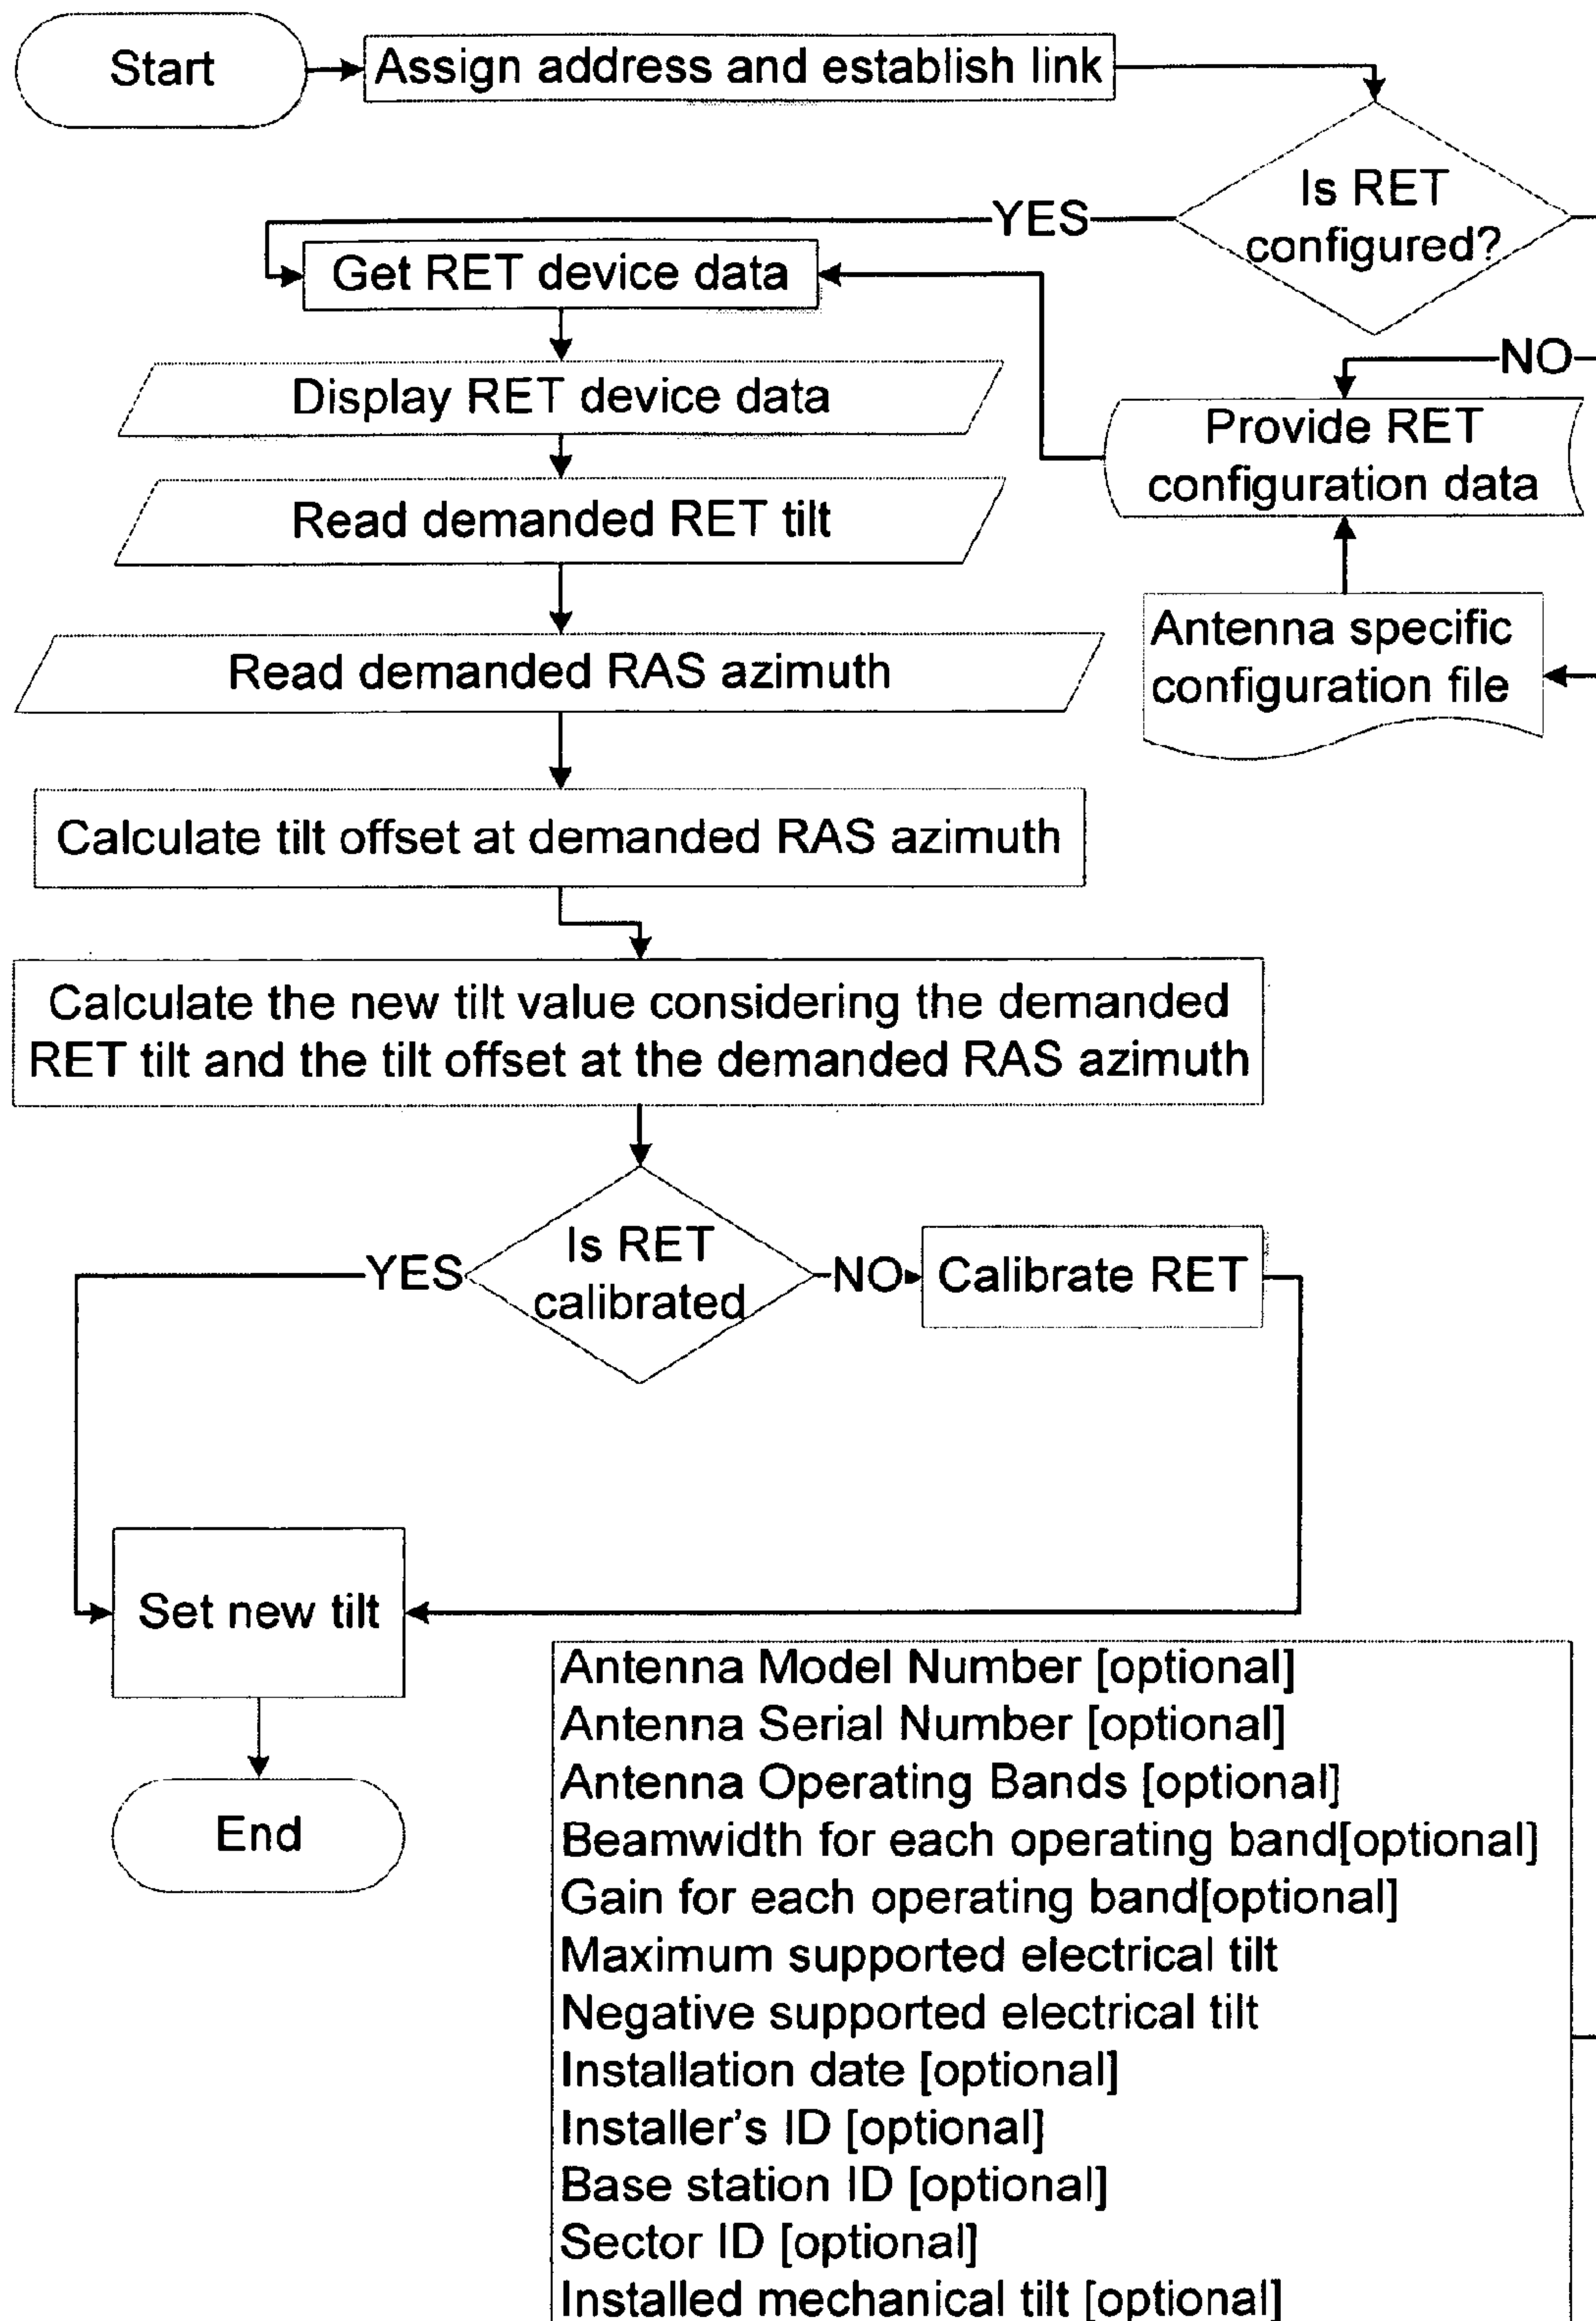 Start
Assign address and establish link
Is RET
configured?
YES
NO
Get RET device data
Display RET device data
Provide RET
configuration data
Read demanded RET tilt
Antenna specific
configuration file
Read demanded RAS azimuth
Calculate tilt offset at demanded RAS azimuth
Calculate the new tilt value considering the demanded
RET tilt and the tilt offset at the demanded RAS azimuth
Is RET
calibrated
YES
NO
Calibrate RET
Set new tilt
End
Antenna Model Number [optional]
Antenna Serial Number [optional]
Antenna Operating Bands [optional]
Beamwidth for each operating band[optional]
Gain for each operating band[optional]
Maximum supported electrical tilt
Negative supported electrical tilt
Installation date [optional]
Installer's ID [optional]
Base station ID [optional]
Sector ID [optional]
Installed mechanical tilt [optional]